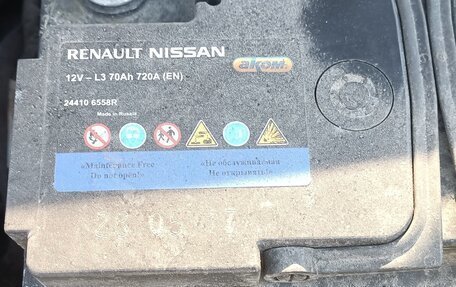 RENAULT NISSAN
akom.
12V – L3 70Ah 720A (EN)
24410 6558R
Made in Russia
«Maintenance Free
Do not open!»
«Не обслуживаемая
Не открывать!»